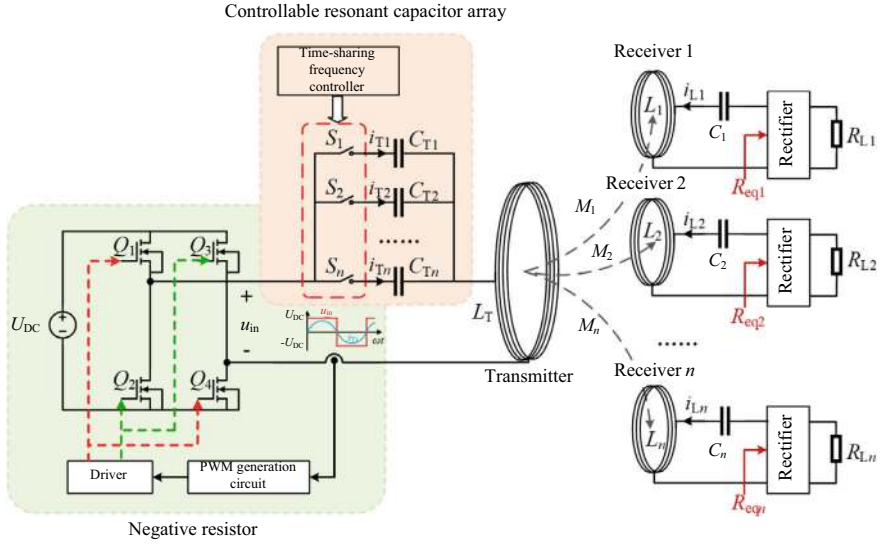 Controllable resonant capacitor array
Time-sharing
frequency
controller
S1 iT1 CT1
S2 iT2 CT2
......
Sn iTn CTn
Q1 Q3
UDC
+
uin
-
Q2 Q4
UDC uin
-UDC ωt
Driver
PWM generation
circuit
Negative resistor
LT
Transmitter
M1
M2
Mn
Receiver 1
L1 iL1 C1 Rectifier RL1
Req1
Receiver 2
L2 iL2 C2 Rectifier RL2
Req2
......
Receiver n
Ln iLn Cn Rectifier RLn
Reqn